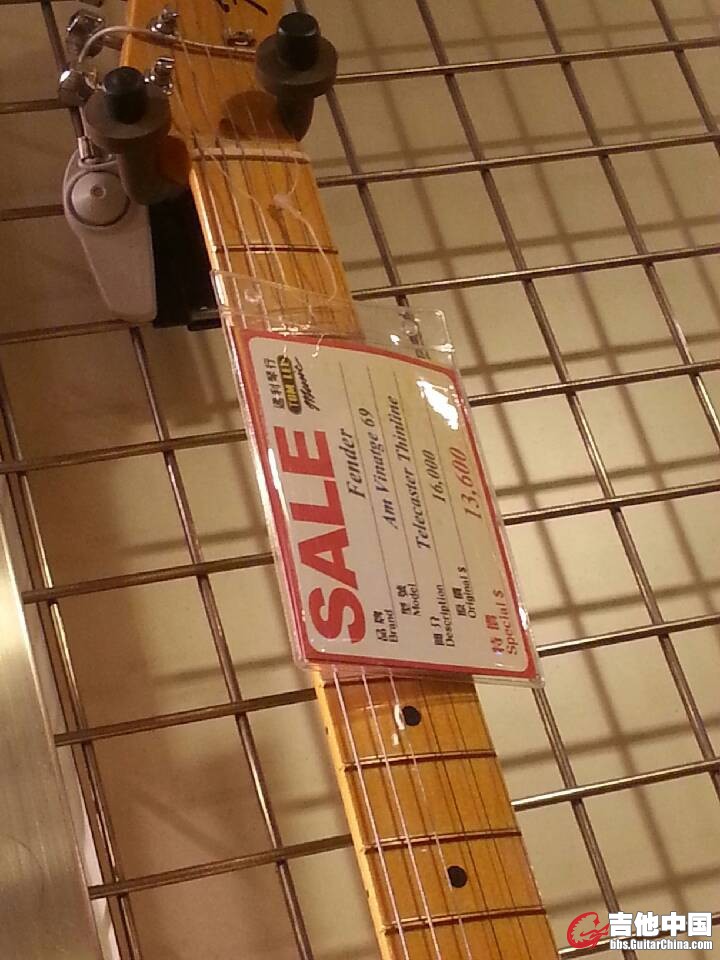 通利琴行
TOM LEE
Music
SALE
品牌 Brand Fender
型號 Model Am Vinatge 69
Telecaster Thinline
簡介 Description
原價 Original $ 16,000
特價 Special $ 13,600
吉他中国
bbs.GuitarChina.com